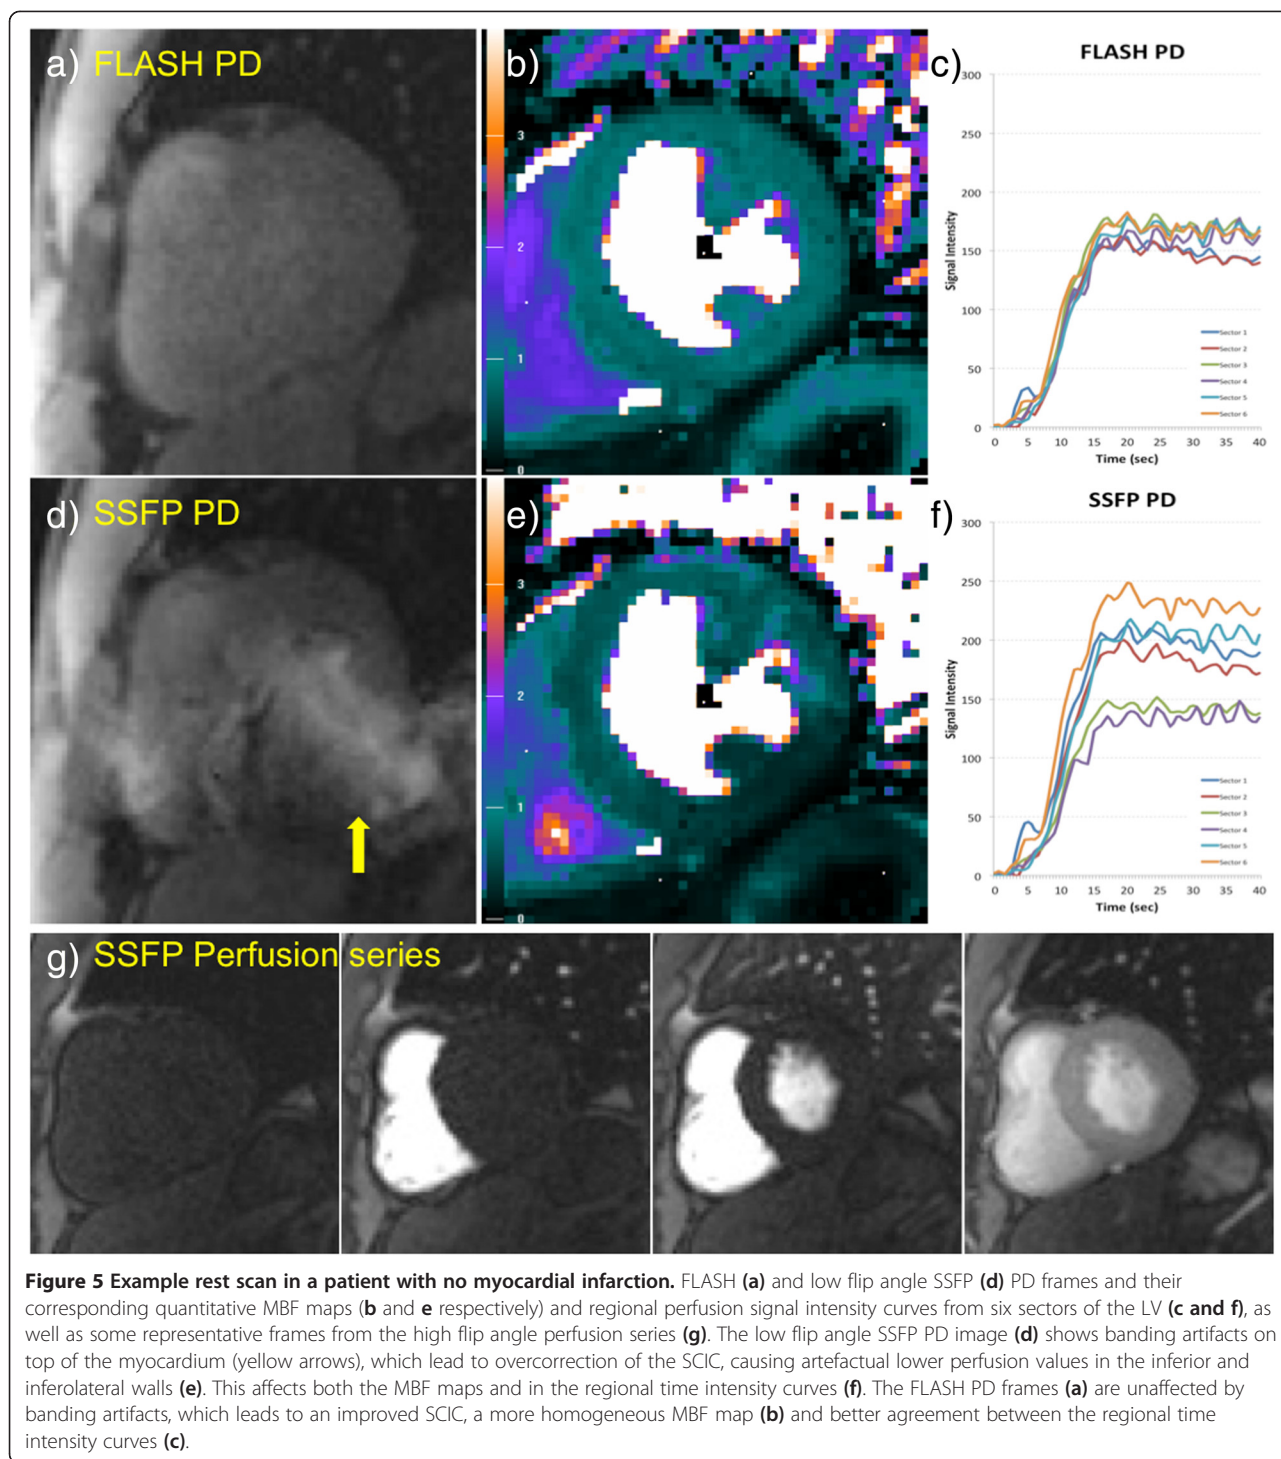 a) FLASH PD
b)
3
2
1
0
c)
FLASH PD
300
250
200
150
100
50
0
Signal Intensity
Sector 1
Sector 2
Sector 3
Sector 4
Sector 5
Sector 6
0 5 10 15 20 25 30 35 40
Time (sec)
d) SSFP PD
e)
3
2
1
0
f)
SSFP PD
300
250
200
150
100
50
0
Signal Intensity
Sector 1
Sector 2
Sector 3
Sector 4
Sector 5
Sector 6
0 5 10 15 20 25 30 35 40
Time (sec)
g) SSFP Perfusion series
Figure 5 Example rest scan in a patient with no myocardial infarction. FLASH (a) and low flip angle SSFP (d) PD frames and their
corresponding quantitative MBF maps (b and e respectively) and regional perfusion signal intensity curves from six sectors of the LV (c and f), as
well as some representative frames from the high flip angle perfusion series (g). The low flip angle SSFP PD image (d) shows banding artifacts on
top of the myocardium (yellow arrows), which lead to overcorrection of the SCIC, causing artefactual lower perfusion values in the inferior and
inferolateral walls (e). This affects both the MBF maps and in the regional time intensity curves (f). The FLASH PD frames (a) are unaffected by
banding artifacts, which leads to an improved SCIC, a more homogeneous MBF map (b) and better agreement between the regional time
intensity curves (c).